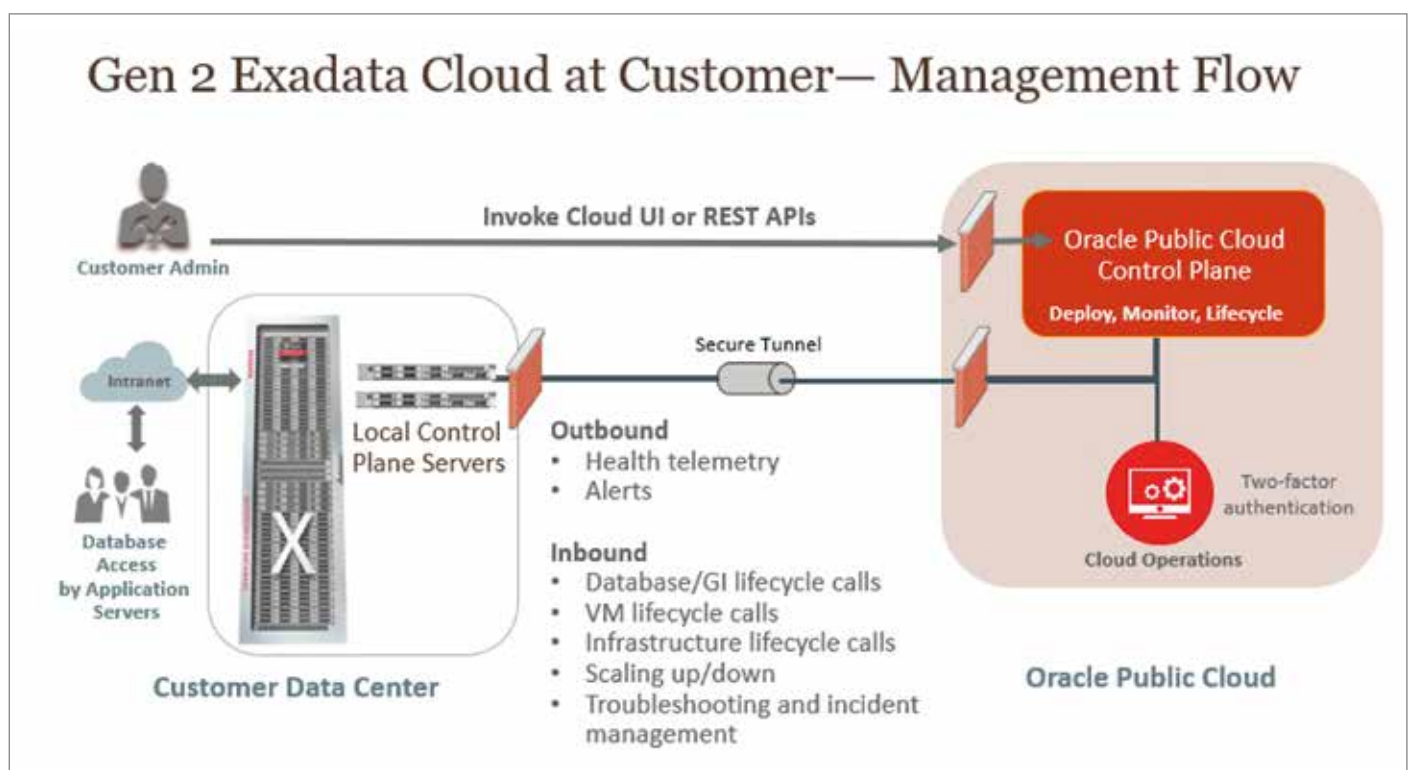 Gen 2 Exadata Cloud at Customer— Management Flow
Invoke Cloud UI or REST APIs
Customer Admin
Oracle Public Cloud
Control Plane
Deploy, Monitor, Lifecycle
Intranet
Database
Access
by Application
Servers
Local Control
Plane Servers
X
Customer Data Center
Secure Tunnel
Outbound
• Health telemetry
• Alerts
Inbound
• Database/GI lifecycle calls
• VM lifecycle calls
• Infrastructure lifecycle calls
• Scaling up/down
• Troubleshooting and incident
management
Two-factor
authentication
Cloud Operations
Oracle Public Cloud